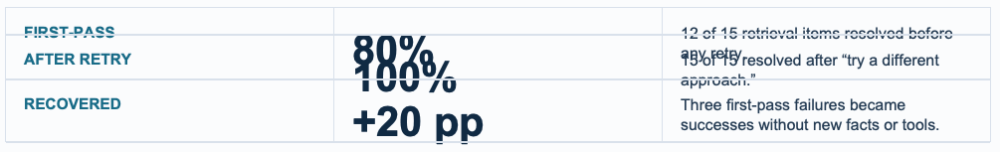 FIRST-PASS
80%
12 of 15 retrieval items resolved before
any retry.
AFTER RETRY
100%
15 of 15 resolved after “try a different
approach.”
RECOVERED
+20 pp
Three first-pass failures became
successes without new facts or tools.